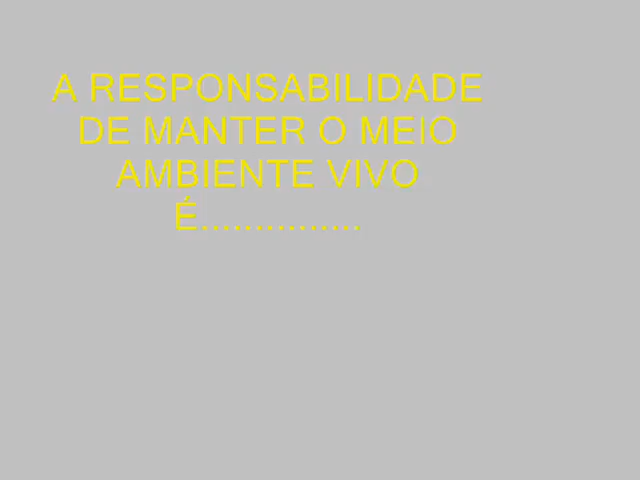 A RESPONSABILIDADE
DE MANTER O MEIO
AMBIENTE VIVO
É...............